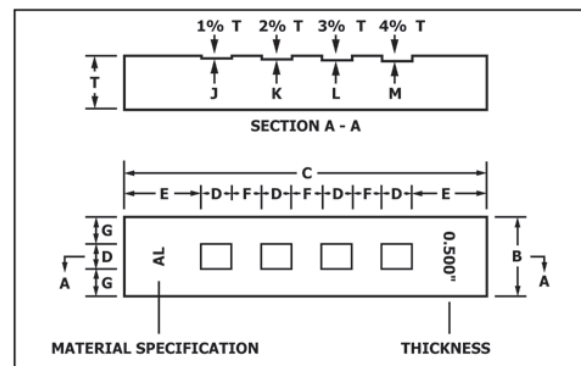 1% T 2% T 3% T 4% T
T
J K L M
SECTION A - A
C
E D F D F D F D E
G
D
G
A
AL
0.500"
B
A
MATERIAL SPECIFICATION THICKNESS